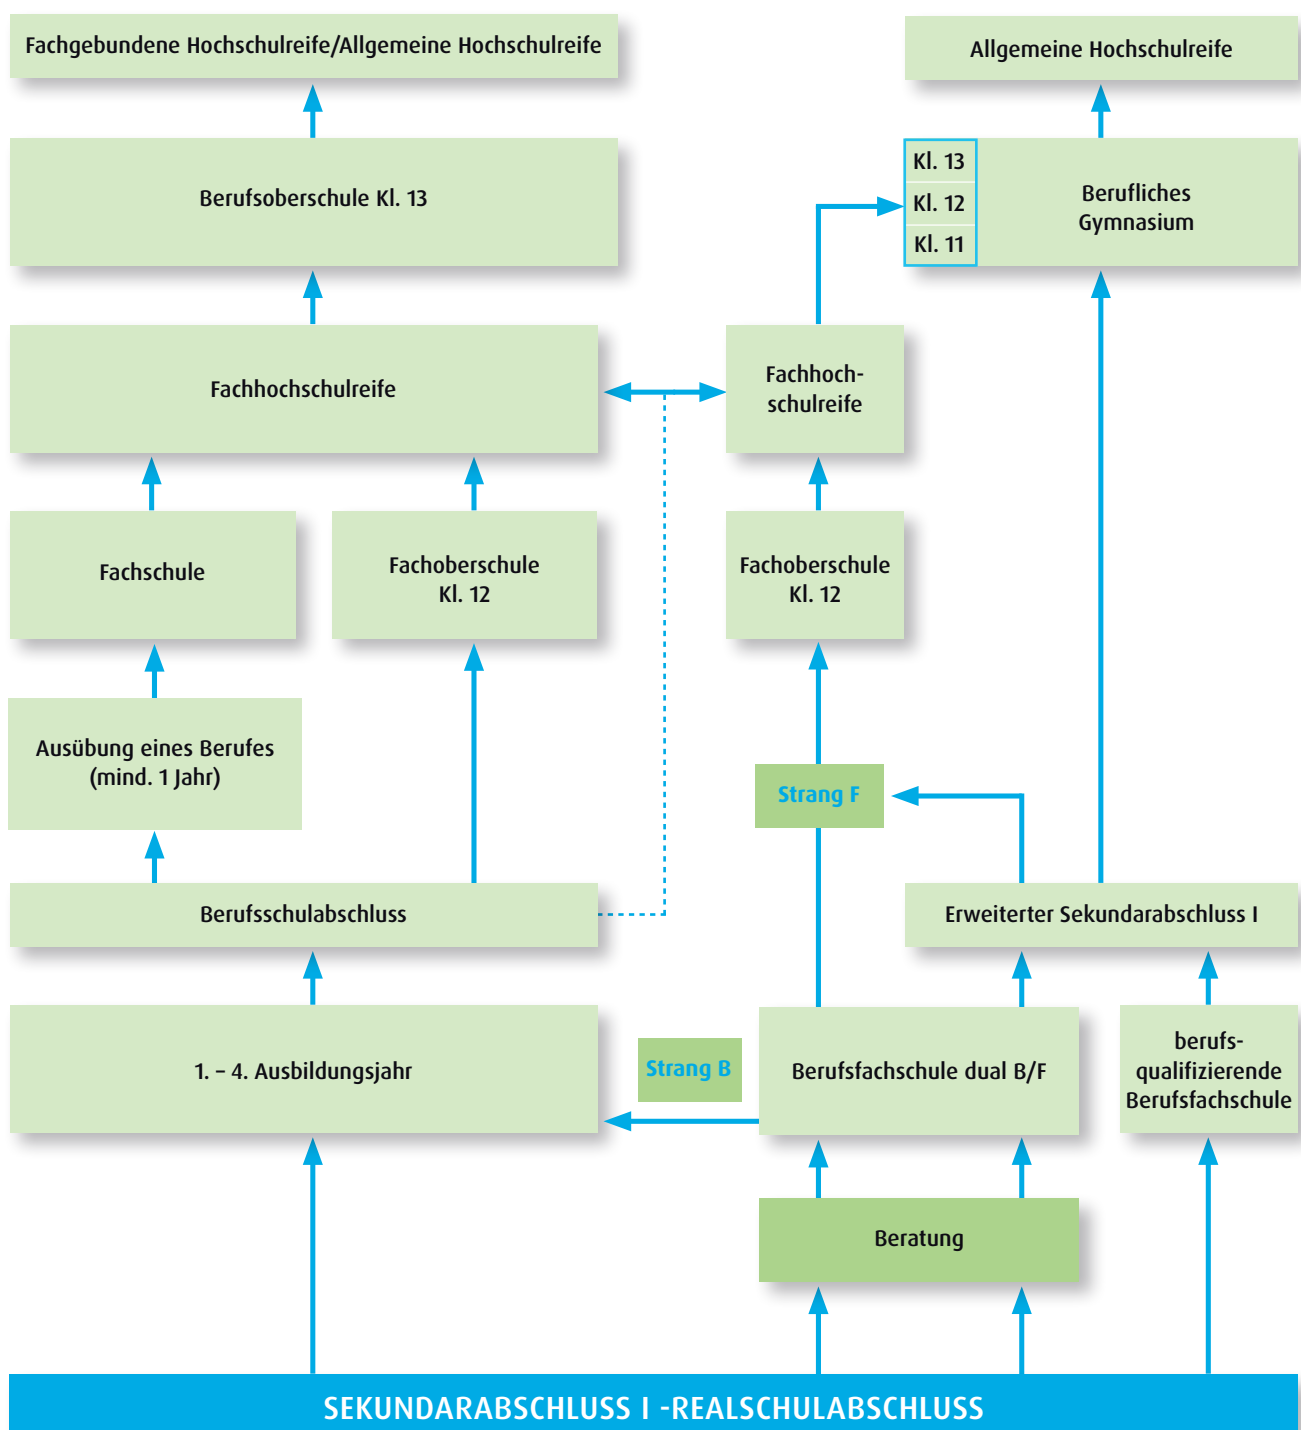 Fachgebundene Hochschulreife/Allgemeine Hochschulreife
Allgemeine Hochschulreife
Berufsoberschule Kl. 13
Kl. 13
Kl. 12
Kl. 11
Berufliches
Gymnasium
Fachhochschulreife
Fachhoch-
schulreife
Fachschule
Fachoberschule
Kl. 12
Fachoberschule
Kl. 12
Ausübung eines Berufes
(mind. 1 Jahr)
Strang F
Berufsschulabschluss
Erweiterter Sekundarabschluss I
1. – 4. Ausbildungsjahr
Strang B
Berufsfachschule dual B/F
berufs-
qualifizierende
Berufsfachschule
Beratung
SEKUNDARABSCHLUSS I -REALSCHULABSCHLUSS